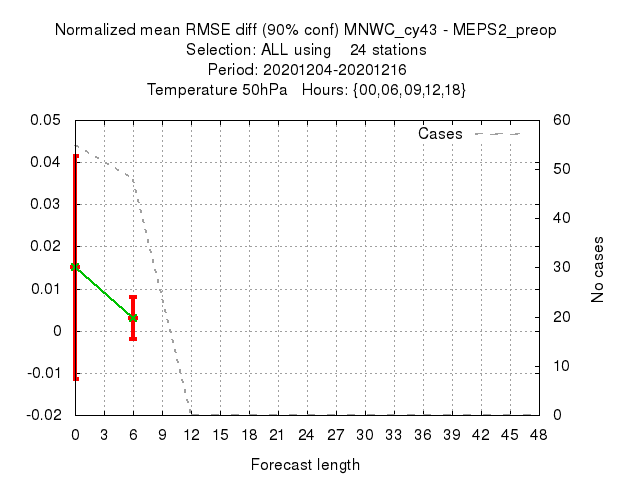 Normalized mean RMSE diff (90% conf) MNWC_cy43 - MEPS2_preop
Selection: ALL using 24 stations
Period: 20201204-20201216
Temperature 50hPa Hours: {00,06,09,12,18}
Cases
0.05
0.04
0.03
0.02
0.01
0
-0.01
-0.02
60
50
40
30
20
10
0
No cases
0 3 6 9 12 15 18 21 24 27 30 33 36 39 42 45 48
Forecast length